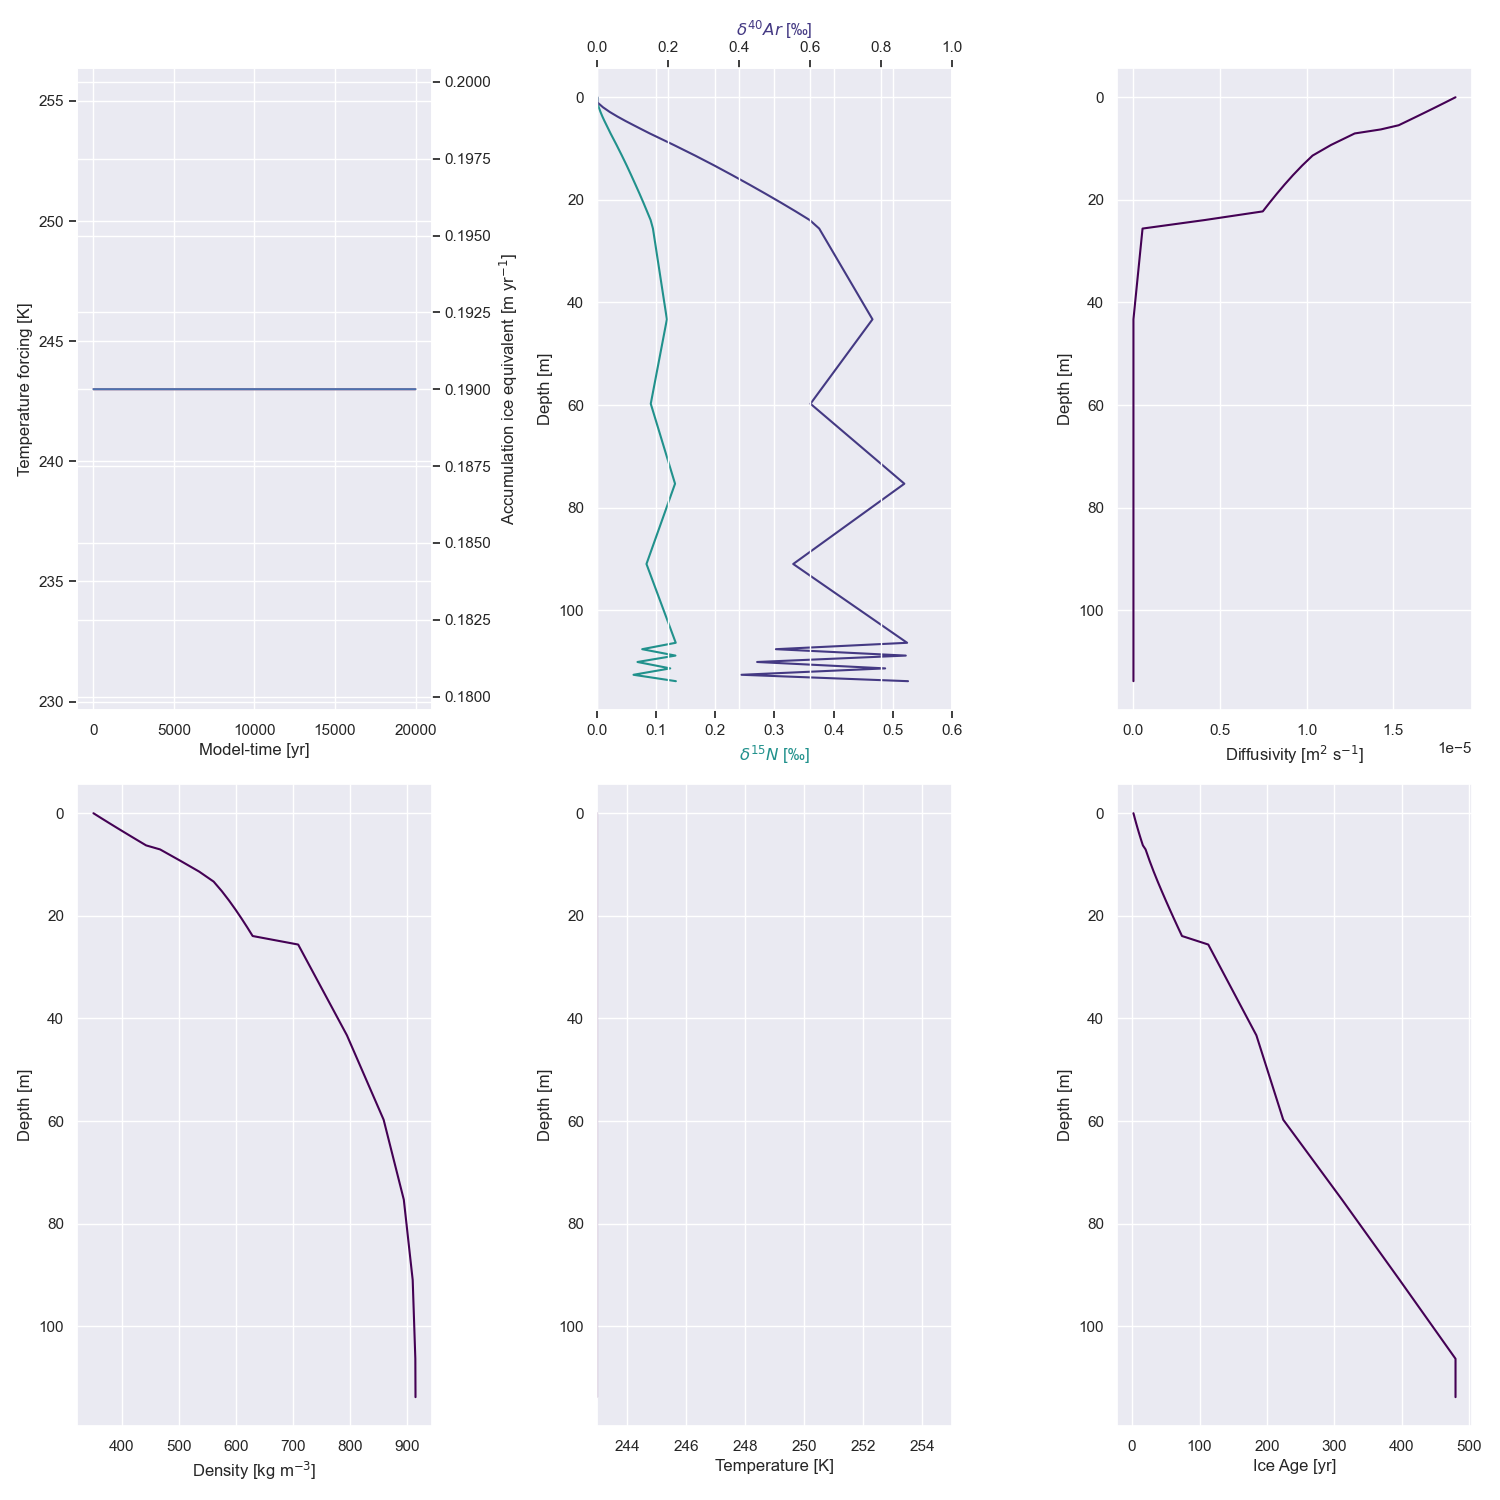 δ⁴⁰Ar [‰]
0.0 0.2 0.4 0.6 0.8 1.0
255
250
245
240
235
230
Temperature forcing [K]
0 5000 10000 15000 20000
Model-time [yr]
0.2000
0.1975
0.1950
0.1925
0.1900
0.1875
0.1850
0.1825
0.1800
Accumulation ice equivalent [m yr⁻¹]
0
20
40
60
80
100
Depth [m]
0.0 0.1 0.2 0.3 0.4 0.5 0.6
δ¹⁵N [‰]
0
20
40
60
80
100
Depth [m]
0.0 0.5 1.0 1.5
1e−5
Diffusivity [m² s⁻¹]
0
20
40
60
80
100
Depth [m]
400 500 600 700 800 900
Density [kg m⁻³]
0
20
40
60
80
100
Depth [m]
244 246 248 250 252 254
Temperature [K]
0
20
40
60
80
100
Depth [m]
0 100 200 300 400 500
Ice Age [yr]